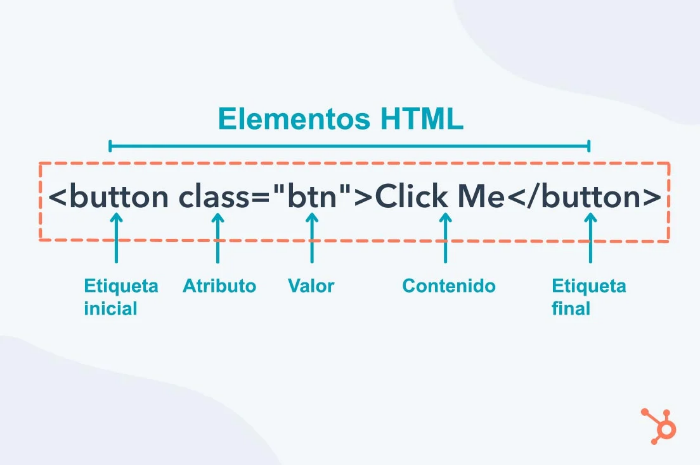 Elementos HTML
<button class="btn">Click Me</button>
Etiqueta inicial
Atributo
Valor
Contenido
Etiqueta final